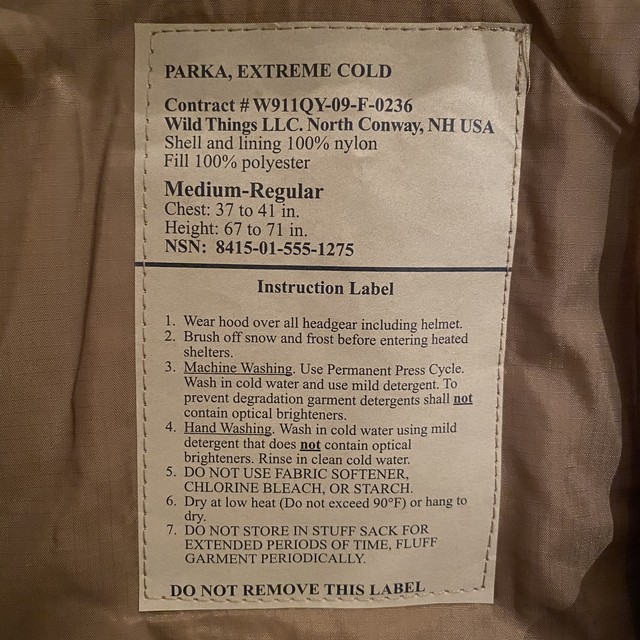 PARKA, EXTREME COLD
Contract # W911QY-09-F-0236
Wild Things LLC. North Conway, NH USA
Shell and lining 100% nylon
Fill 100% polyester
Medium-Regular
Chest: 37 to 41 in.
Height: 67 to 71 in.
NSN: 8415-01-555-1275
Instruction Label
1. Wear hood over all headgear including helmet.
2. Brush off snow and frost before entering heated
shelters.
3. Machine Washing. Use Permanent Press Cycle.
Wash in cold water and use mild detergent. To
prevent degradation garment detergents shall not
contain optical brighteners.
4. Hand Washing. Wash in cold water using mild
detergent that does not contain optical
brighteners. Rinse in clean cold water.
5. DO NOT USE FABRIC SOFTENER,
CHLORINE BLEACH, OR STARCH.
6. Dry at low heat (Do not exceed 90°F) or hang to
dry.
7. DO NOT STORE IN STUFF SACK FOR
EXTENDED PERIODS OF TIME, FLUFF
GARMENT PERIODICALLY.
DO NOT REMOVE THIS LABEL